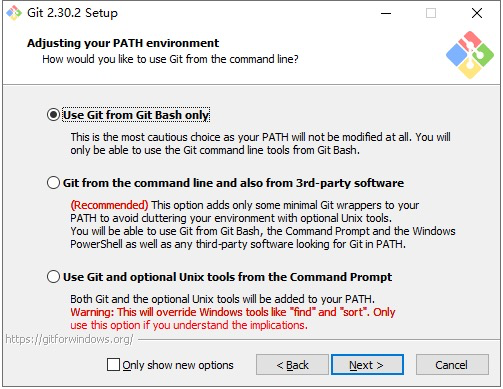 Git 2.30.2 Setup
Adjusting your PATH environment
How would you like to use Git from the command line?
Use Git from Git Bash only
This is the most cautious choice as your PATH will not be modified at all. You will
only be able to use the Git command line tools from Git Bash.
Git from the command line and also from 3rd-party software
(Recommended) This option adds only some minimal Git wrappers to your
PATH to avoid cluttering your environment with optional Unix tools.
You will be able to use Git from Git Bash, the Command Prompt and the Windows
PowerShell as well as any third-party software looking for Git in PATH.
Use Git and optional Unix tools from the Command Prompt
Both Git and the optional Unix tools will be added to your PATH.
Warning: This will override Windows tools like "find" and "sort". Only
use this option if you understand the implications.
https://gitforwindows.org/
Only show new options
< Back
Next >
Cancel